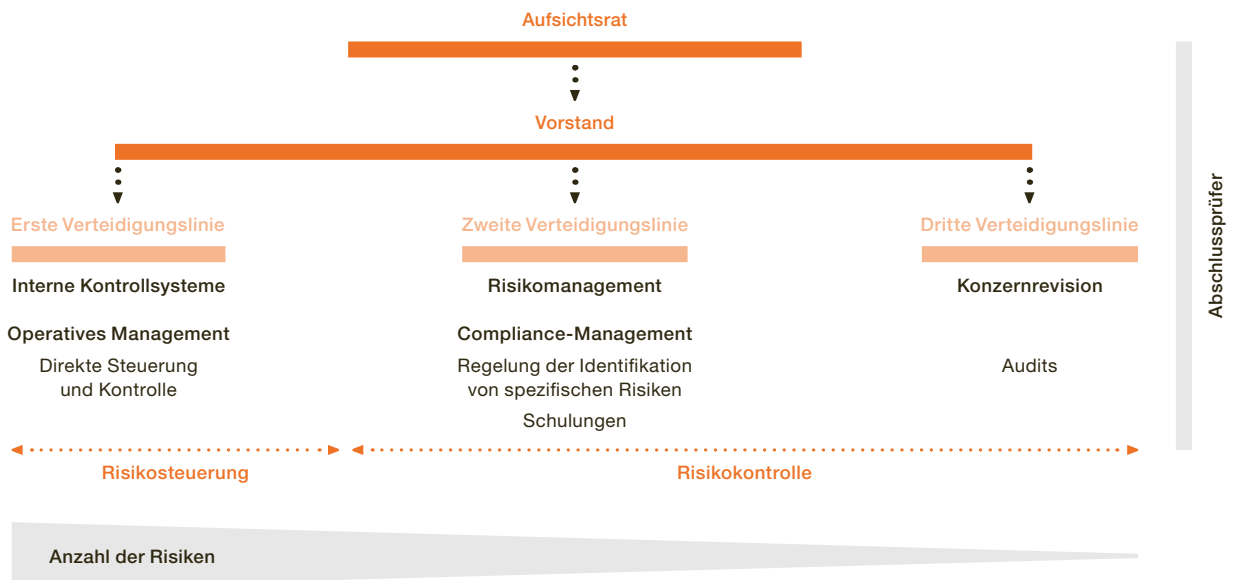 Aufsichtsrat
Vorstand
Erste Verteidigungslinie
Interne Kontrollsysteme
Operatives Management
Direkte Steuerung
und Kontrolle
Zweite Verteidigungslinie
Risikomanagement
Compliance-Management
Regelung der Identifikation
von spezifischen Risiken
Schulungen
Dritte Verteidigungslinie
Konzernrevision
Audits
Risikosteuerung
Risikokontrolle
Anzahl der Risiken
Abschlussprüfer